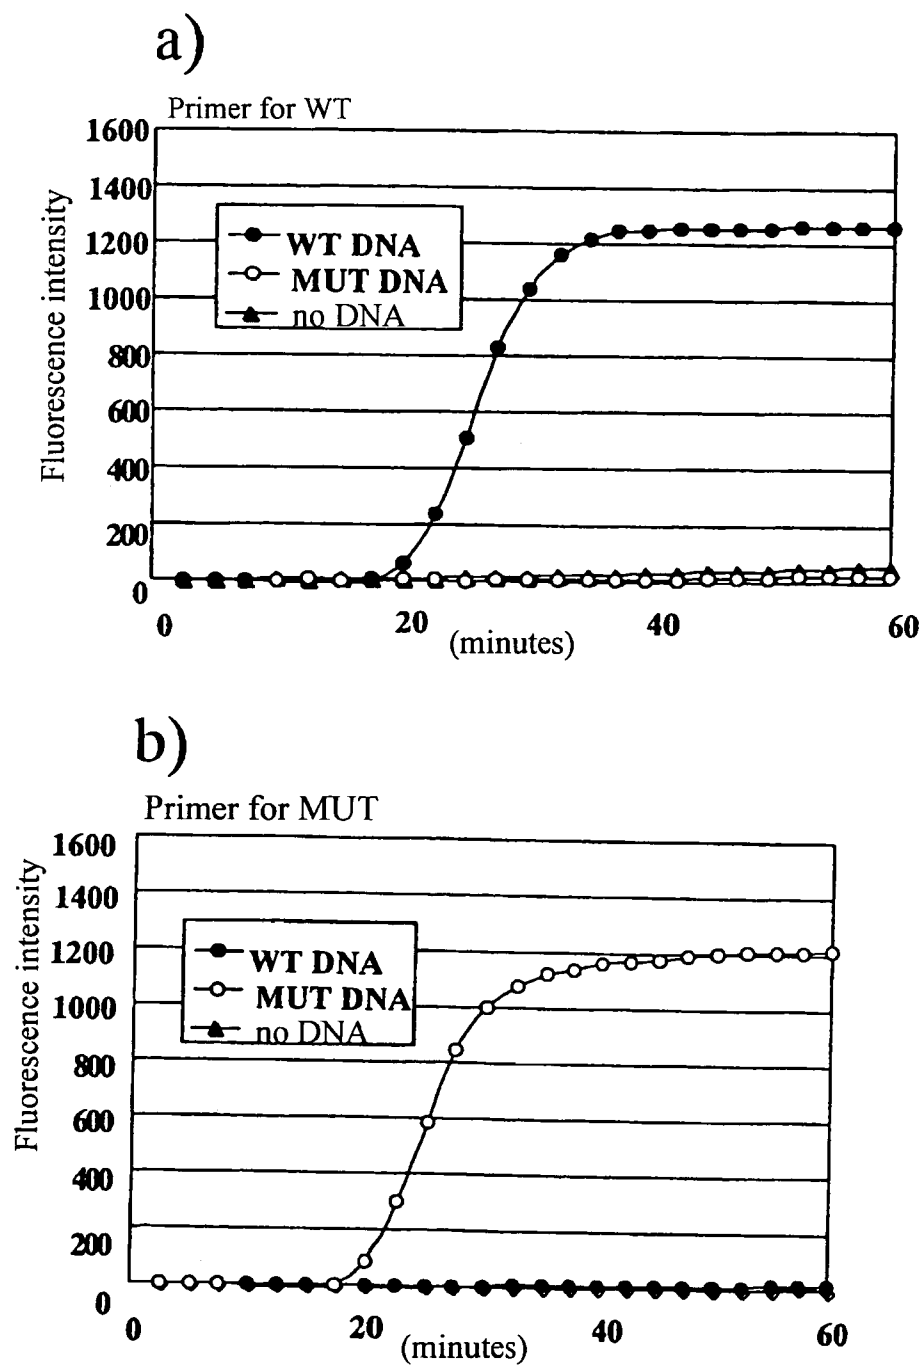 a)
Primer for WT
1600
1400
1200
1000
800
600
400
200
0
Fluorescence intensity
WT DNA
MUT DNA
no DNA
0 20 40 60
(minutes)
b)
Primer for MUT
1600
1400
1200
1000
800
600
400
200
0
Fluorescence intensity
WT DNA
MUT DNA
no DNA
0 20 40 60
(minutes)